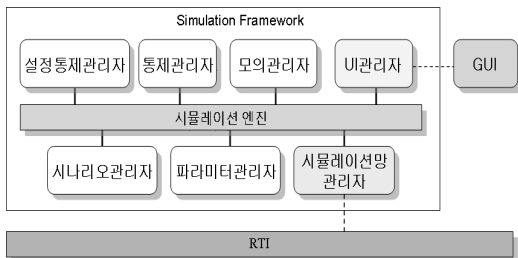 Simulation Framework
설정통제관리자
통제관리자
모의관리자
UI관리자
GUI
시뮬레이션 엔진
시나리오관리자
파라미터관리자
시뮬레이션망
관리자
RTI